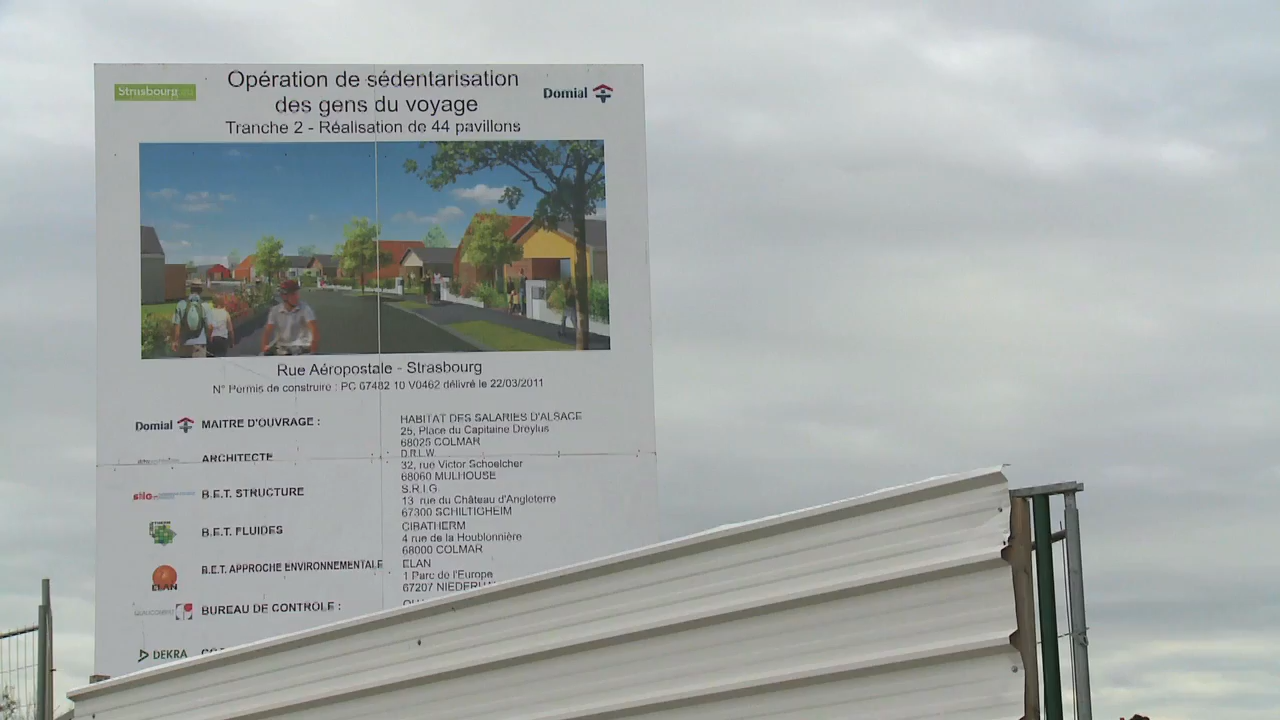 Strasbourg.eu
Opération de sédentarisation
des gens du voyage
Domial
Tranche 2 - Réalisation de 44 pavillons
Rue Aéropostale - Strasbourg
N° Permis de construire : PC 67482 10 V0462 délivré le 22/03/2011
Domial MAITRE D'OUVRAGE :
HABITAT DES SALARIES D'ALSACE
25, Place du Capitaine Dreyfus
68025 COLMAR
ARCHITECTE
D.R.L.W.
32, rue Victor Schoelcher
68060 MULHOUSE
B.E.T. STRUCTURE
S.R.I.G.
13 rue du Château d'Angleterre
67300 SCHILTIGHEIM
B.E.T. FLUIDES
4 rue de la Houblonnière
68000 COLMAR
ELAN B.E.T. APPROCHE ENVIRONNEMENTALE
ELAN
1 Parc de l'Europe
67207
BUREAU DE CONTRÔLE :
DEKRA